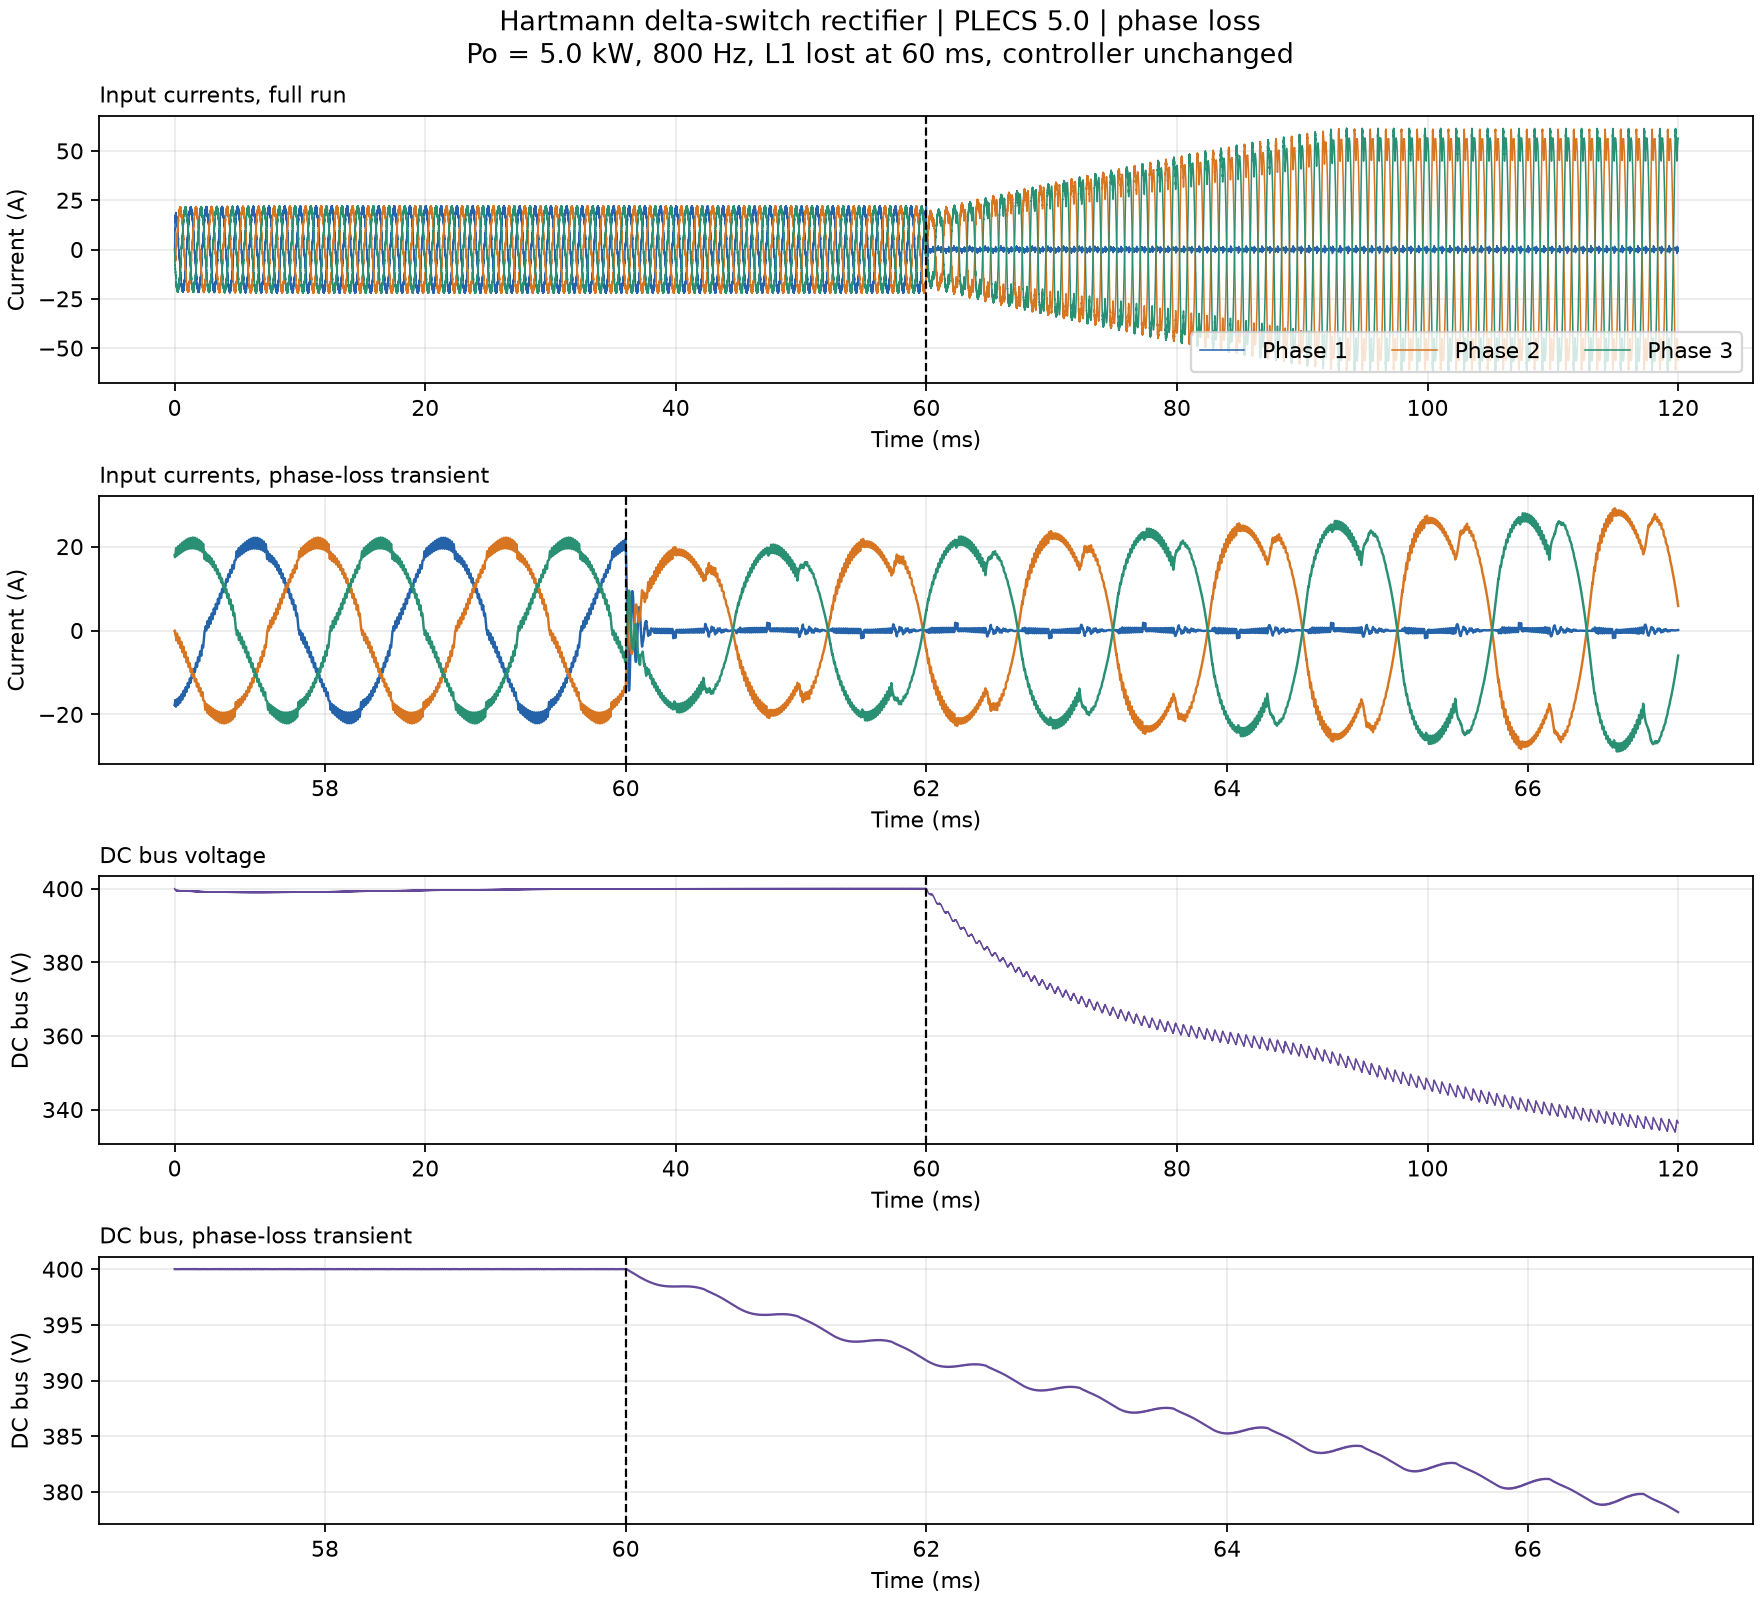 Hartmann delta-switch rectifier | PLECS 5.0 | phase loss
Po = 5.0 kW, 800 Hz, L1 lost at 60 ms, controller unchanged
Input currents, full run
Current (A)
50
25
0
−25
−50
Phase 1
Phase 2
Phase 3
0
20
40
60
80
100
120
Time (ms)
Input currents, phase-loss transient
Current (A)
20
0
−20
58
60
62
64
66
Time (ms)
DC bus voltage
DC bus (V)
400
380
360
340
0
20
40
60
80
100
120
Time (ms)
DC bus, phase-loss transient
DC bus (V)
400
395
390
385
380
58
60
62
64
66
Time (ms)